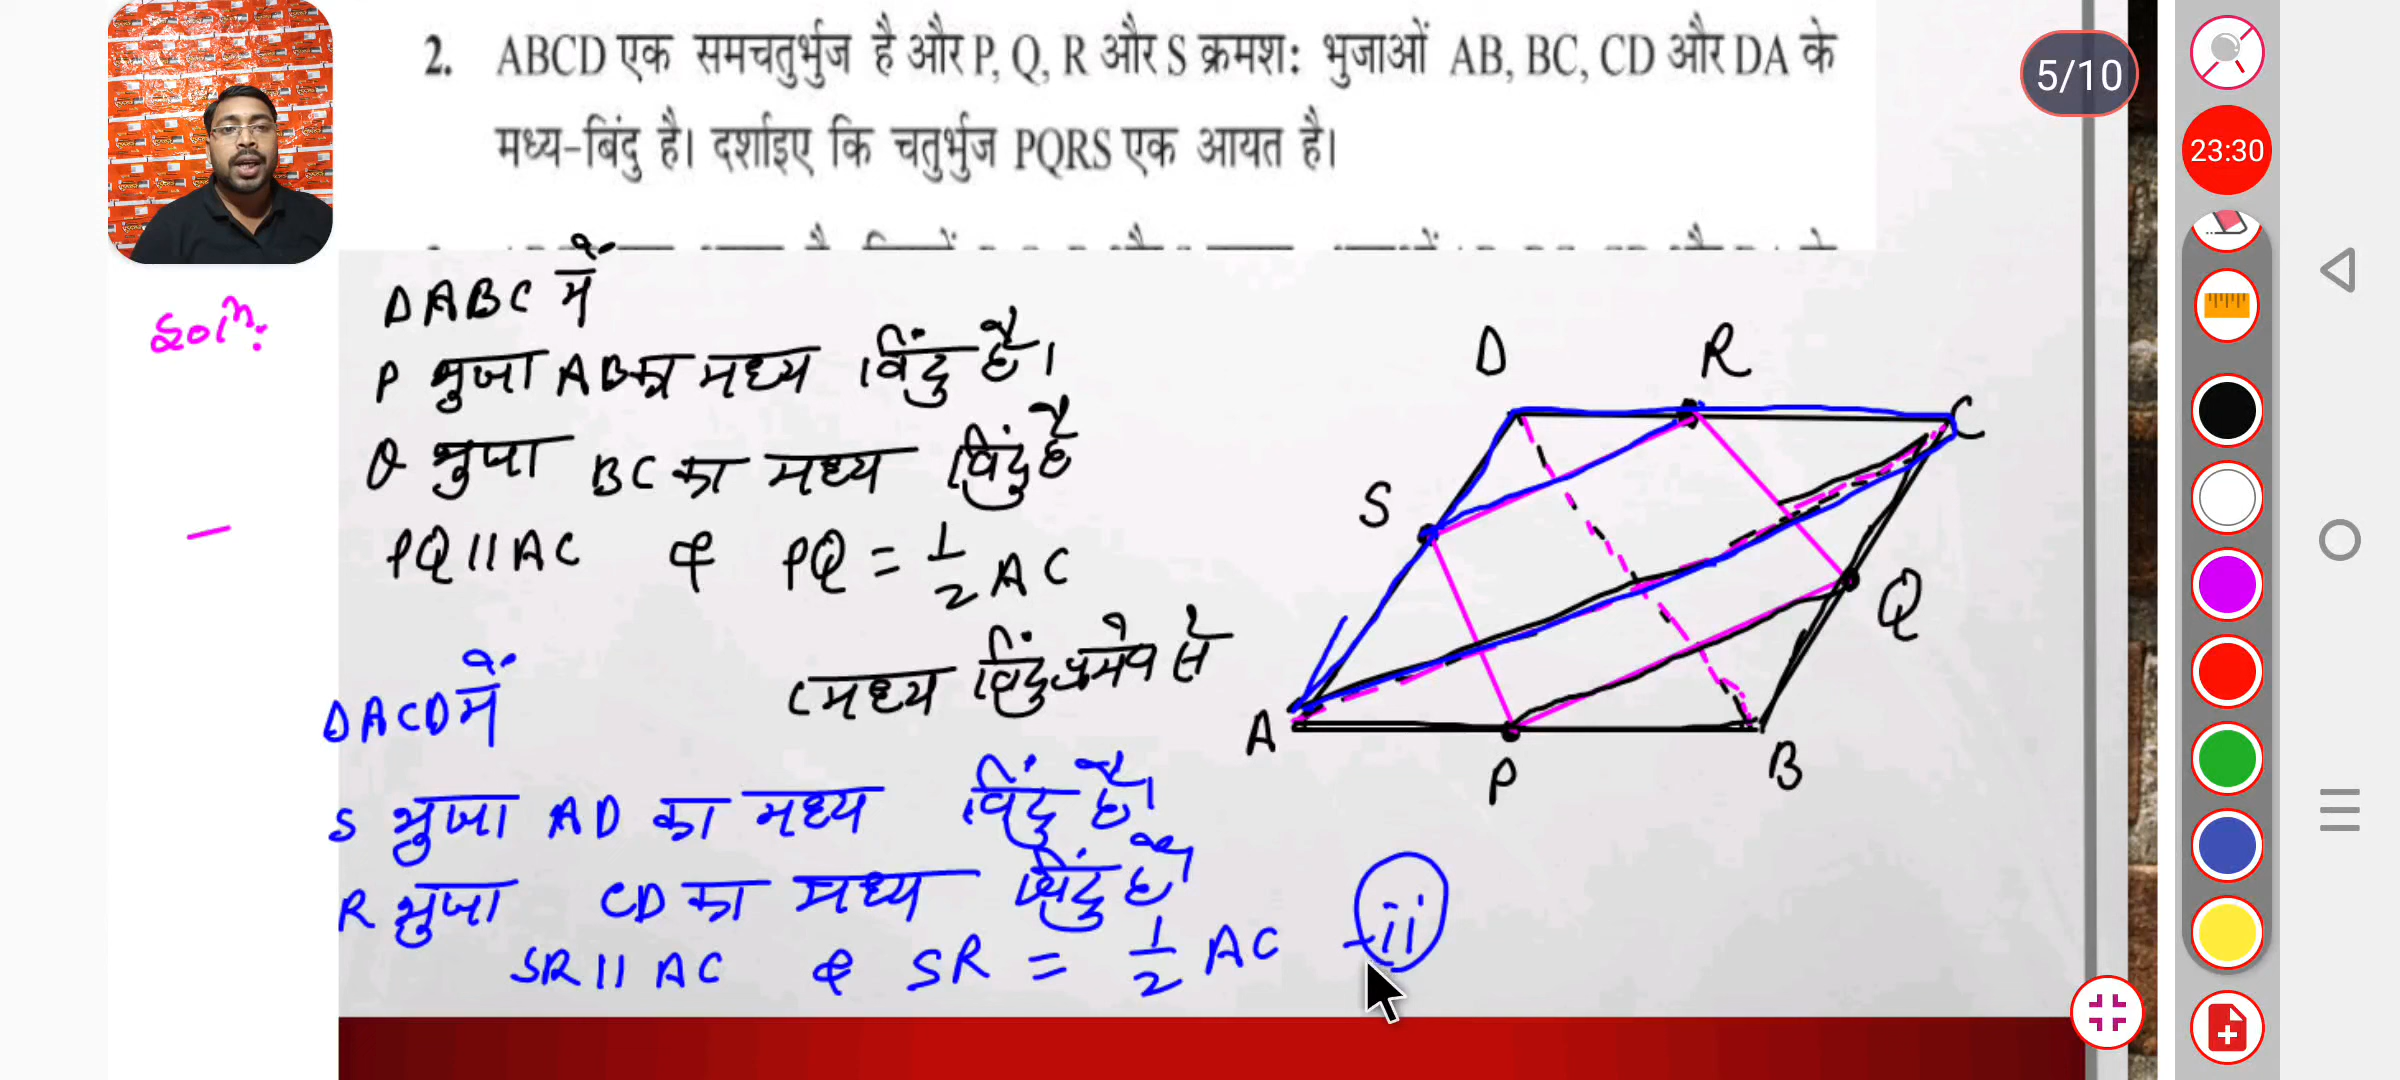 2. ABCD एक समचतुर्भुज है और P, Q, R और S क्रमशः भुजाओं AB, BC, CD और DA के
मध्य-बिंदु है। दर्शाइए कि चतुर्भुज PQRS एक आयत है।
5/10
23:30
Soln:
ΔABC में
P भुजा AB का मध्य बिंदु है।
Q भुजा BC का मध्य बिंदु है
PQ || AC & PQ = 1/2 AC
(मध्य बिंदु प्रमेय से
ΔACD में
S भुजा AD का मध्य बिंदु है।
R भुजा CD का मध्य बिंदु है
SR || AC & SR = 1/2 AC -ii
D R C
S
Q
A P B